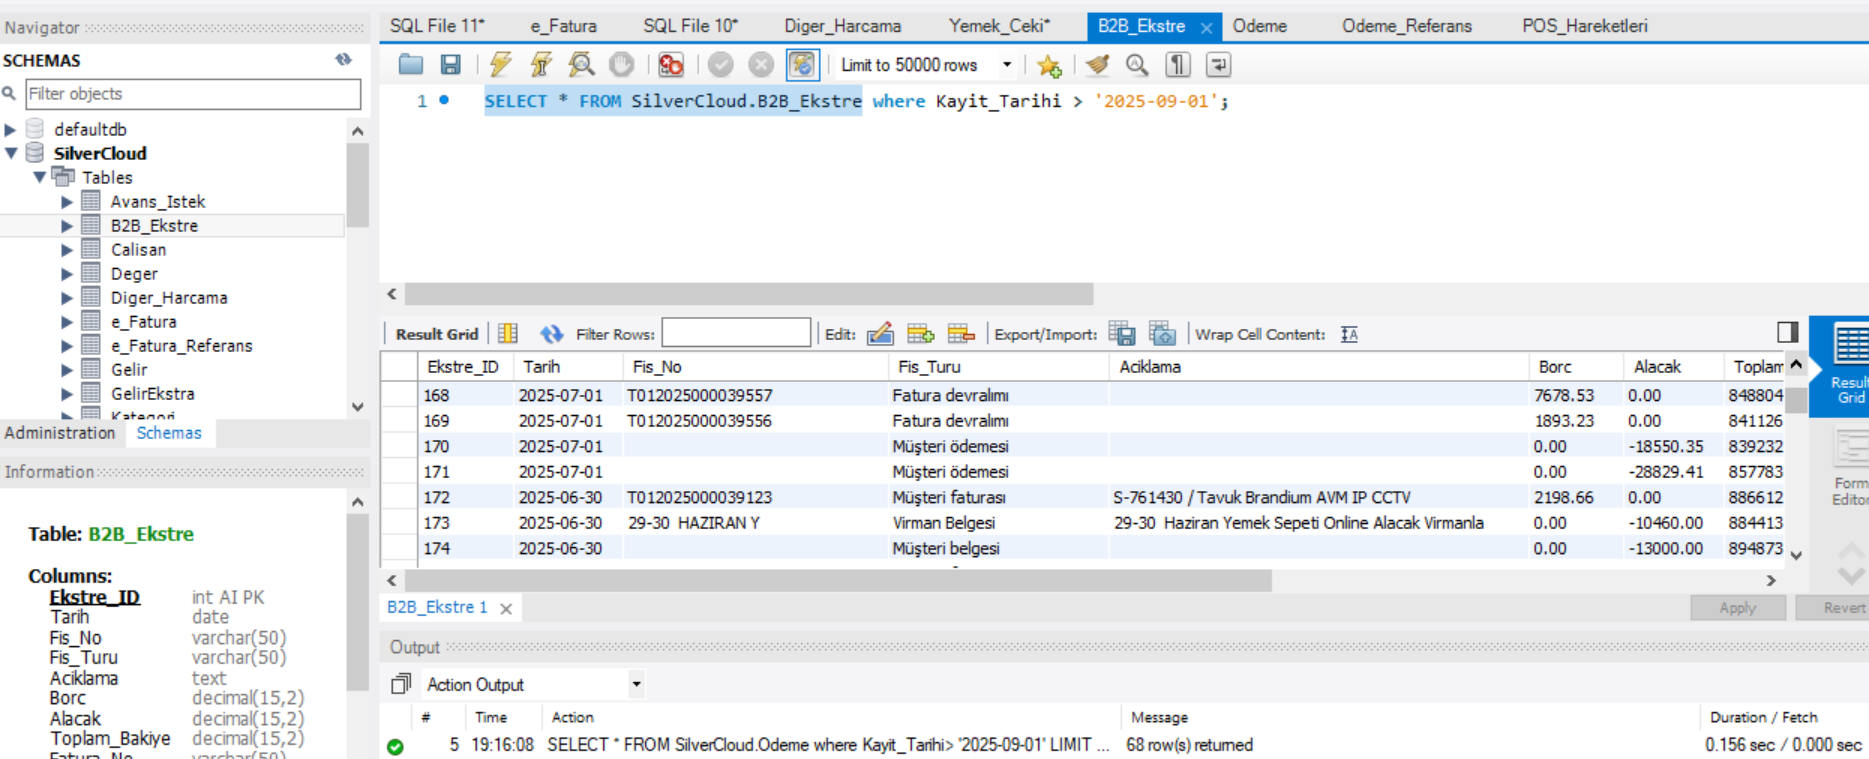 Navigator
SCHEMAS
Filter objects
defaultdb
SilverCloud
Tables
Avans_Istek
B2B_Ekstre
Calisan
Deger
Diger_Harcama
e_Fatura
e_Fatura_Referans
Gelir
GelirEkstra
Kategori
Administration Schemas
Information
Table: B2B_Ekstre
Columns:
Ekstre_ID int AI PK
Tarih date
Fis_No varchar(50)
Fis_Turu varchar(50)
Aciklama text
Borc decimal(15,2)
Alacak decimal(15,2)
Toplam_Bakiye decimal(15,2)
Fatura_No varchar(50)
SQL File 11* e_Fatura SQL File 10* Diger_Harcama Yemek_Ceki* B2B_Ekstre Odeme Odeme_Referans POS_Hareketleri
Limit to 50000 rows
1 SELECT * FROM SilverCloud.B2B_Ekstre where Kayit_Tarihi > '2025-09-01';
Result Grid Filter Rows: Edit: Export/Import: Wrap Cell Content:
Ekstre_ID Tarih Fis_No Fis_Turu Aciklama Borc Alacak Toplam
168 2025-07-01 T012025000039557 Fatura devralımı 7678.53 0.00 848804
169 2025-07-01 T012025000039556 Fatura devralımı 1893.23 0.00 841126
170 2025-07-01 Müşteri ödemesi 0.00 -18550.35 839232
171 2025-07-01 Müşteri ödemesi 0.00 -28829.41 857783
172 2025-06-30 T012025000039123 Müşteri faturası S-761430 / Tavuk Brandium AVM IP CCTV 2198.66 0.00 886612
173 2025-06-30 29-30 HAZIRAN Y Virman Belgesi 29-30 Haziran Yemek Sepeti Online Alacak Virmanla 0.00 -10460.00 884413
174 2025-06-30 Müşteri belgesi 0.00 -13000.00 894873
Result
Grid
Form
Editor
B2B_Ekstre 1 Apply Revert
Output
Action Output
# Time Action Message Duration / Fetch
5 19:16:08 SELECT * FROM SilverCloud.Odeme where Kayit_Tarihi> '2025-09-01' LIMIT ... 68 row(s) returned 0.156 sec / 0.000 sec